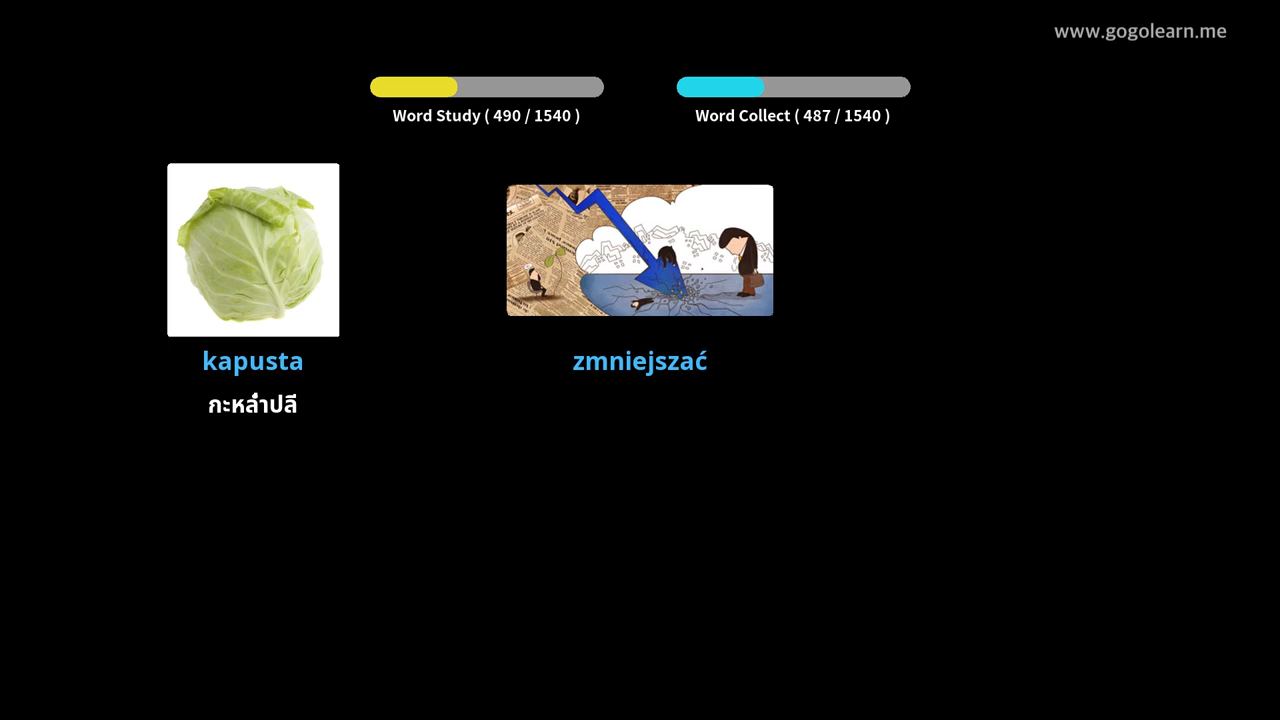 www.gogolearn.me
Word Study ( 490 / 1540 )
Word Collect ( 487 / 1540 )
kapusta
zmniejszać
กะหล่ำปลี